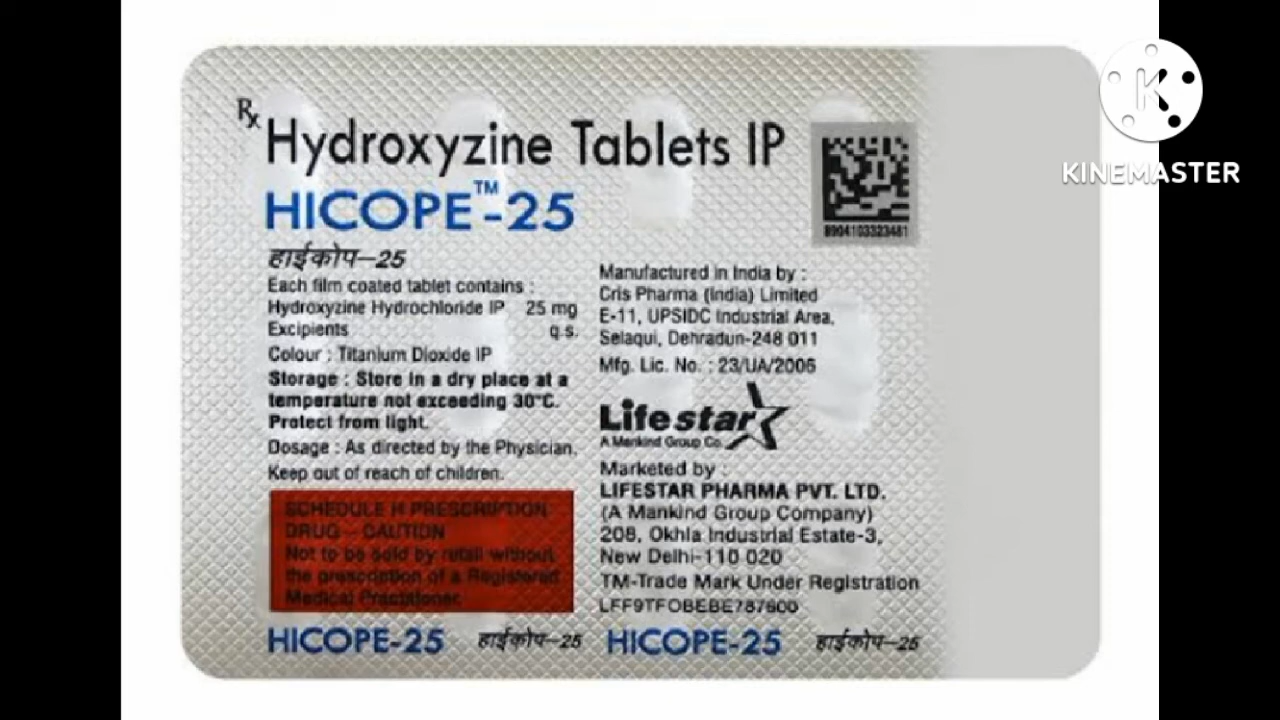 Rx
Hydroxyzine Tablets IP
HICOPE™-25
हाईकोप–25
Each film coated tablet contains :
Hydroxyzine Hydrochloride IP 25 mg
Excipients q.s.
Colour : Titanium Dioxide IP
Storage : Store in a dry place at a
temperature not exceeding 30°C.
Protect from light.
Dosage : As directed by the Physician.
Keep out of reach of children.
SCHEDULE H PRESCRIPTION
DRUG – CAUTION
Not to be sold by retail without
the prescription of a Registered
Medical Practitioner.
8904103323481
Manufactured in India by :
Cris Pharma (India) Limited
E-11, UPSIDC Industrial Area,
Selaqui, Dehradun-248 011
Mfg. Lic. No. : 23/UA/2006
Lifestar
A Mankind Group Co.
Marketed by :
LIFESTAR PHARMA PVT. LTD.
(A Mankind Group Company)
208, Okhla Industrial Estate-3,
New Delhi-110 020
TM-Trade Mark Under Registration
LFF9TFOBEBE787600
HICOPE-25 हाईकोप–25 HICOPE-25 हाईकोप–25
K
KINEMASTER